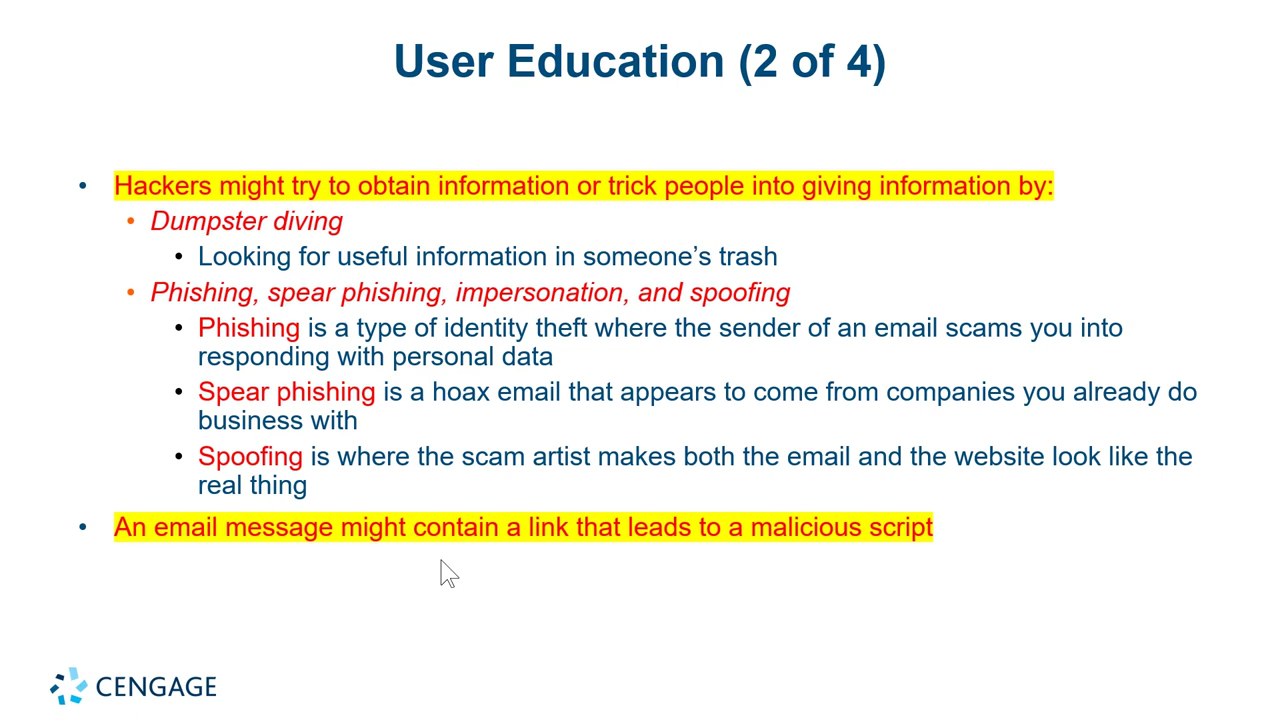 User Education (2 of 4)
• Hackers might try to obtain information or trick people into giving information by:
• Dumpster diving
• Looking for useful information in someone’s trash
• Phishing, spear phishing, impersonation, and spoofing
• Phishing is a type of identity theft where the sender of an email scams you into
responding with personal data
• Spear phishing is a hoax email that appears to come from companies you already do
business with
• Spoofing is where the scam artist makes both the email and the website look like the
real thing
• An email message might contain a link that leads to a malicious script
CENGAGE